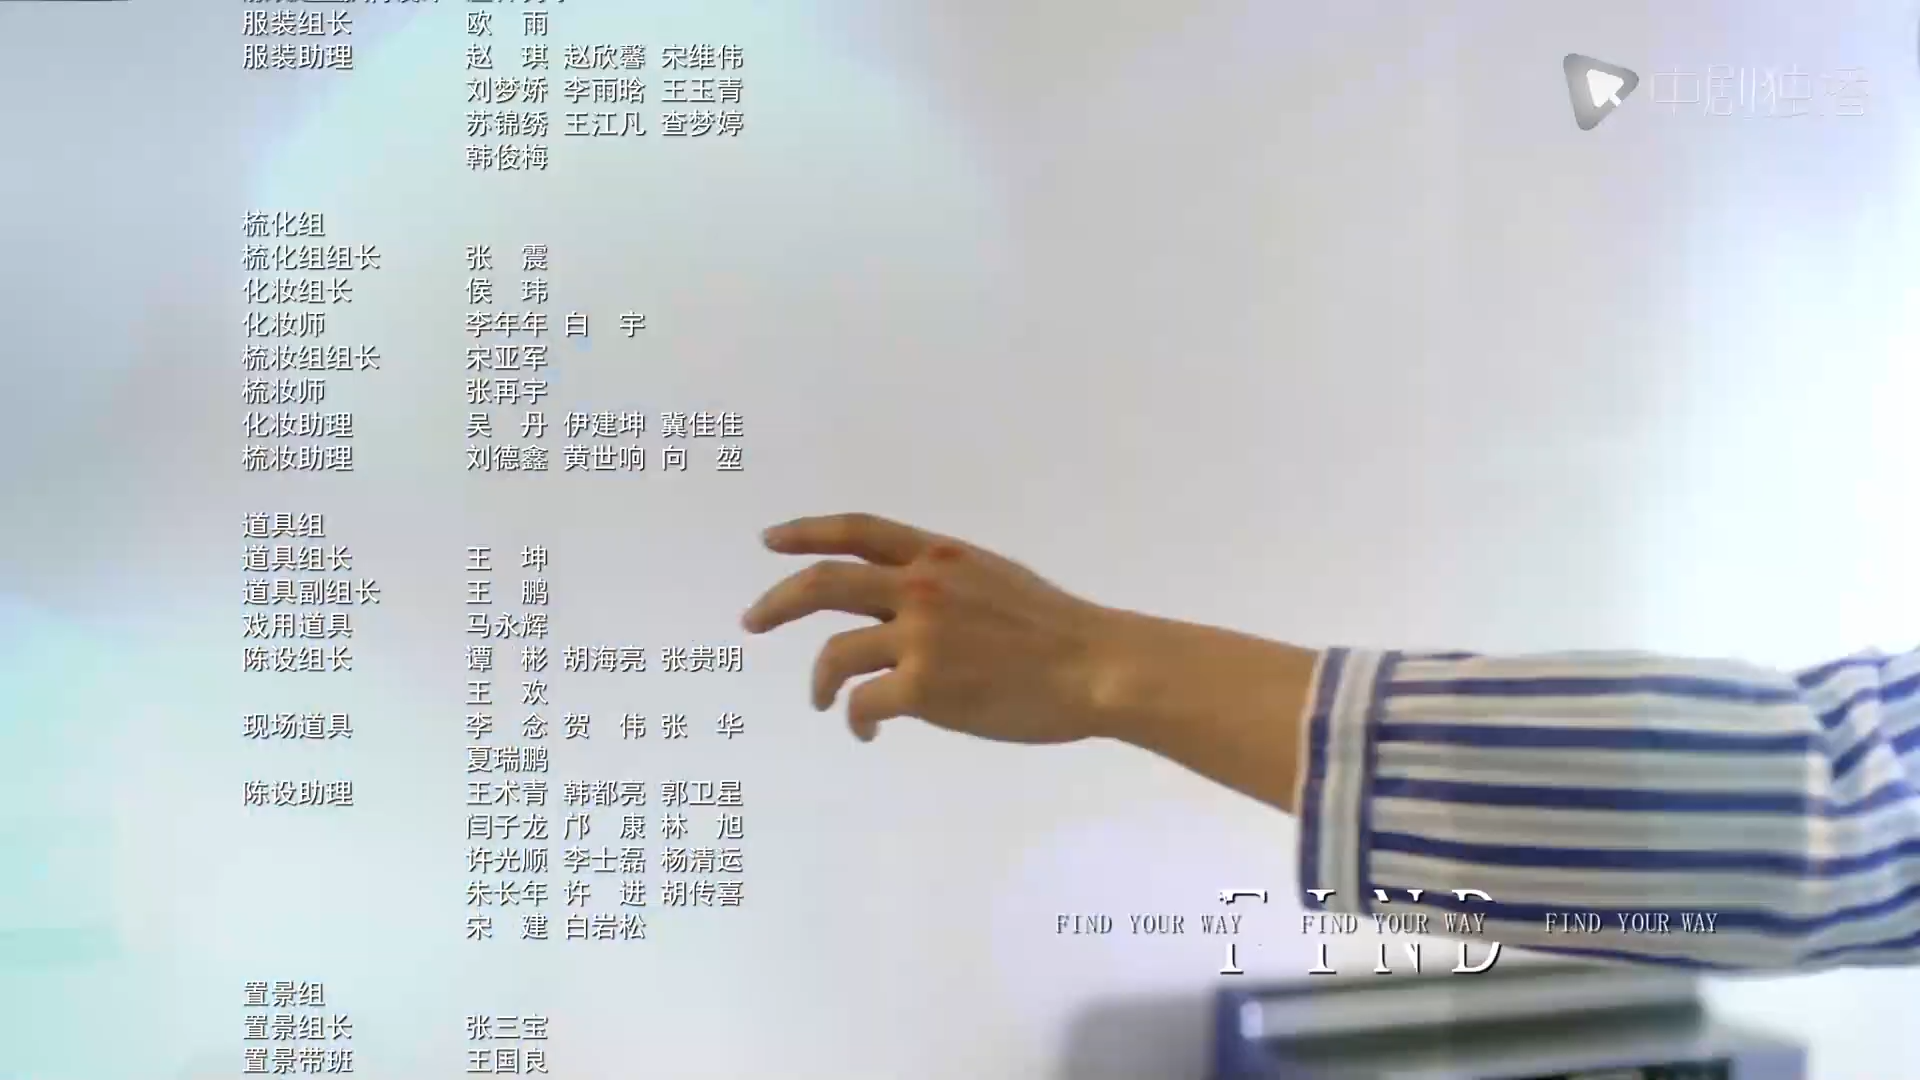 服装组长 欧 雨
服装助理 赵 琪 赵欣馨 宋维伟
刘梦娇 李雨晗 王玉青
苏锦绣 王江凡 查梦婷
韩俊梅
中剧独播
梳化组
梳化组组长 张 震
化妆组长 侯 玮
化妆师 李年年 白 宇
梳妆组组长 宋亚军
梳妆师 张再宇
化妆助理 吴 丹 伊建坤 冀佳佳
梳妆助理 刘德鑫 黄世响 向 堃
道具组
道具组长 王 坤
道具副组长 王 鹏
戏用道具 马永辉
陈设组长 谭 彬 胡海亮 张贵明
王 欢
现场道具 李 念 贺 伟 张 华
夏瑞鹏
陈设助理 王术青 韩都亮 郭卫星
闫子龙 邝 康 林 旭
许光顺 李士磊 杨清运
朱长年 许 进 胡传喜
宋 建 白岩松
FIND
FIND YOUR WAY FIND YOUR WAY FIND YOUR WAY
置景组
置景组长 张三宝
置景带班 王国良